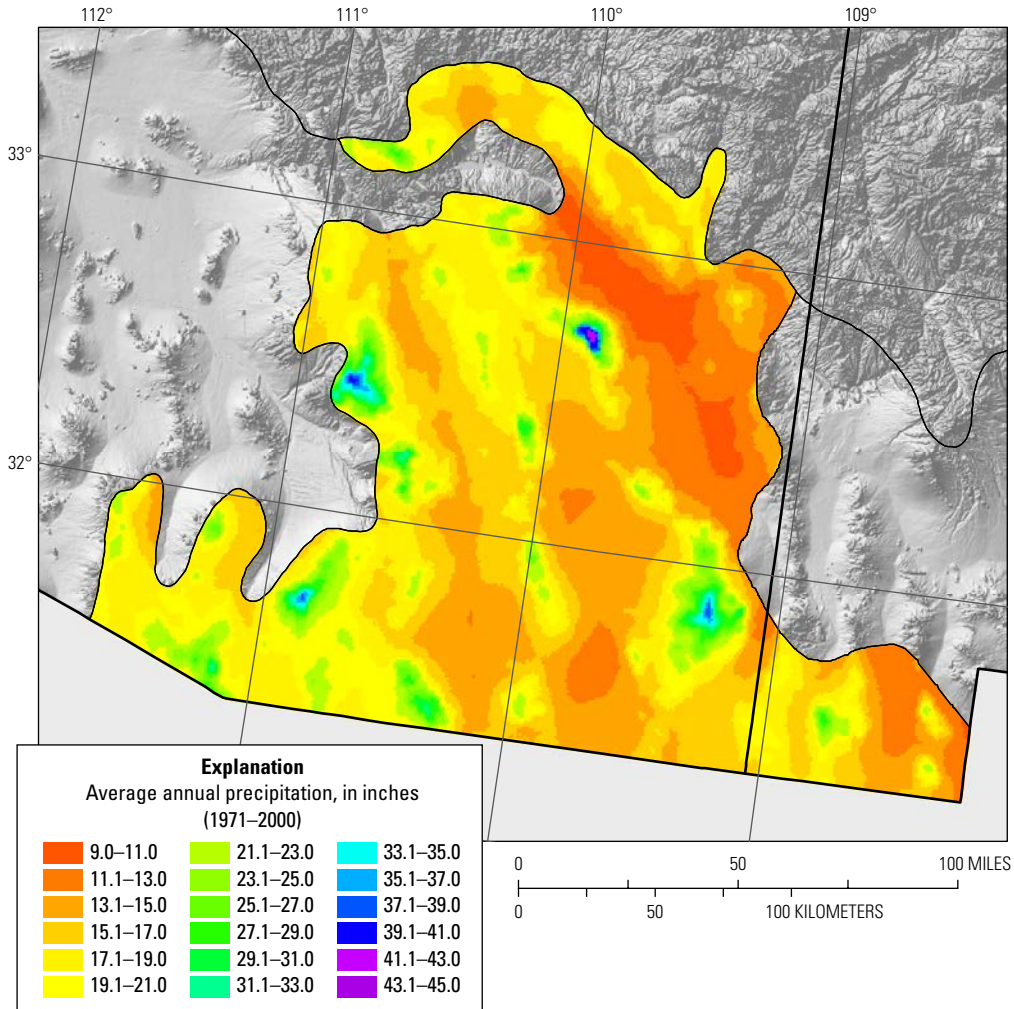 112° 111° 110° 109°
33°
32°
Explanation
Average annual precipitation, in inches
(1971–2000)
9.0–11.0 21.1–23.0 33.1–35.0
11.1–13.0 23.1–25.0 35.1–37.0
13.1–15.0 25.1–27.0 37.1–39.0
15.1–17.0 27.1–29.0 39.1–41.0
17.1–19.0 29.1–31.0 41.1–43.0
19.1–21.0 31.1–33.0 43.1–45.0
0 50 100 MILES
0 50 100 KILOMETERS